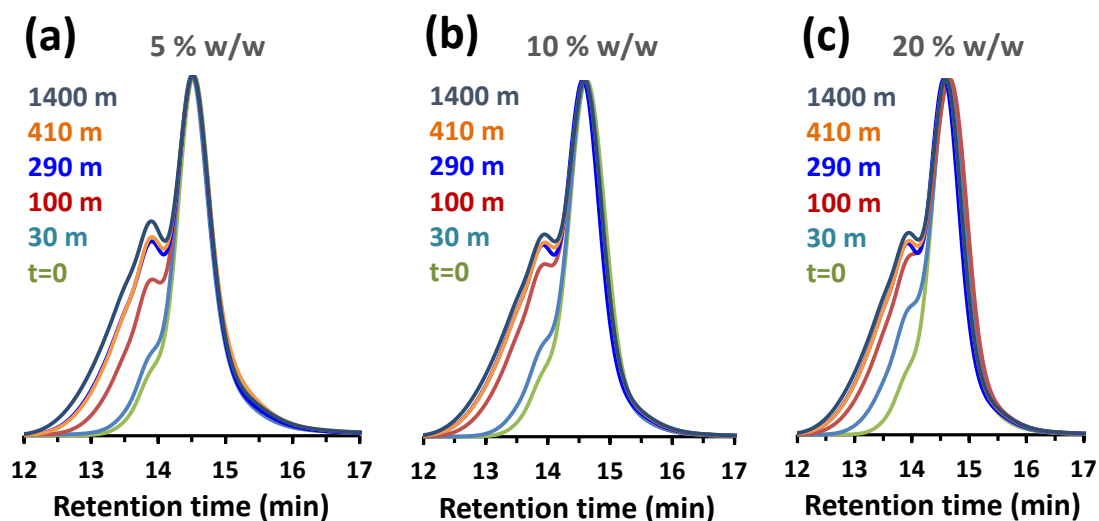 (a)
5 % w/w
1400 m
410 m
290 m
100 m
30 m
t=0
12 13 14 15 16 17
Retention time (min)
(b)
10 % w/w
1400 m
410 m
290 m
100 m
30 m
t=0
12 13 14 15 16 17
Retention time (min)
(c)
20 % w/w
1400 m
410 m
290 m
100 m
30 m
t=0
12 13 14 15 16 17
Retention time (min)